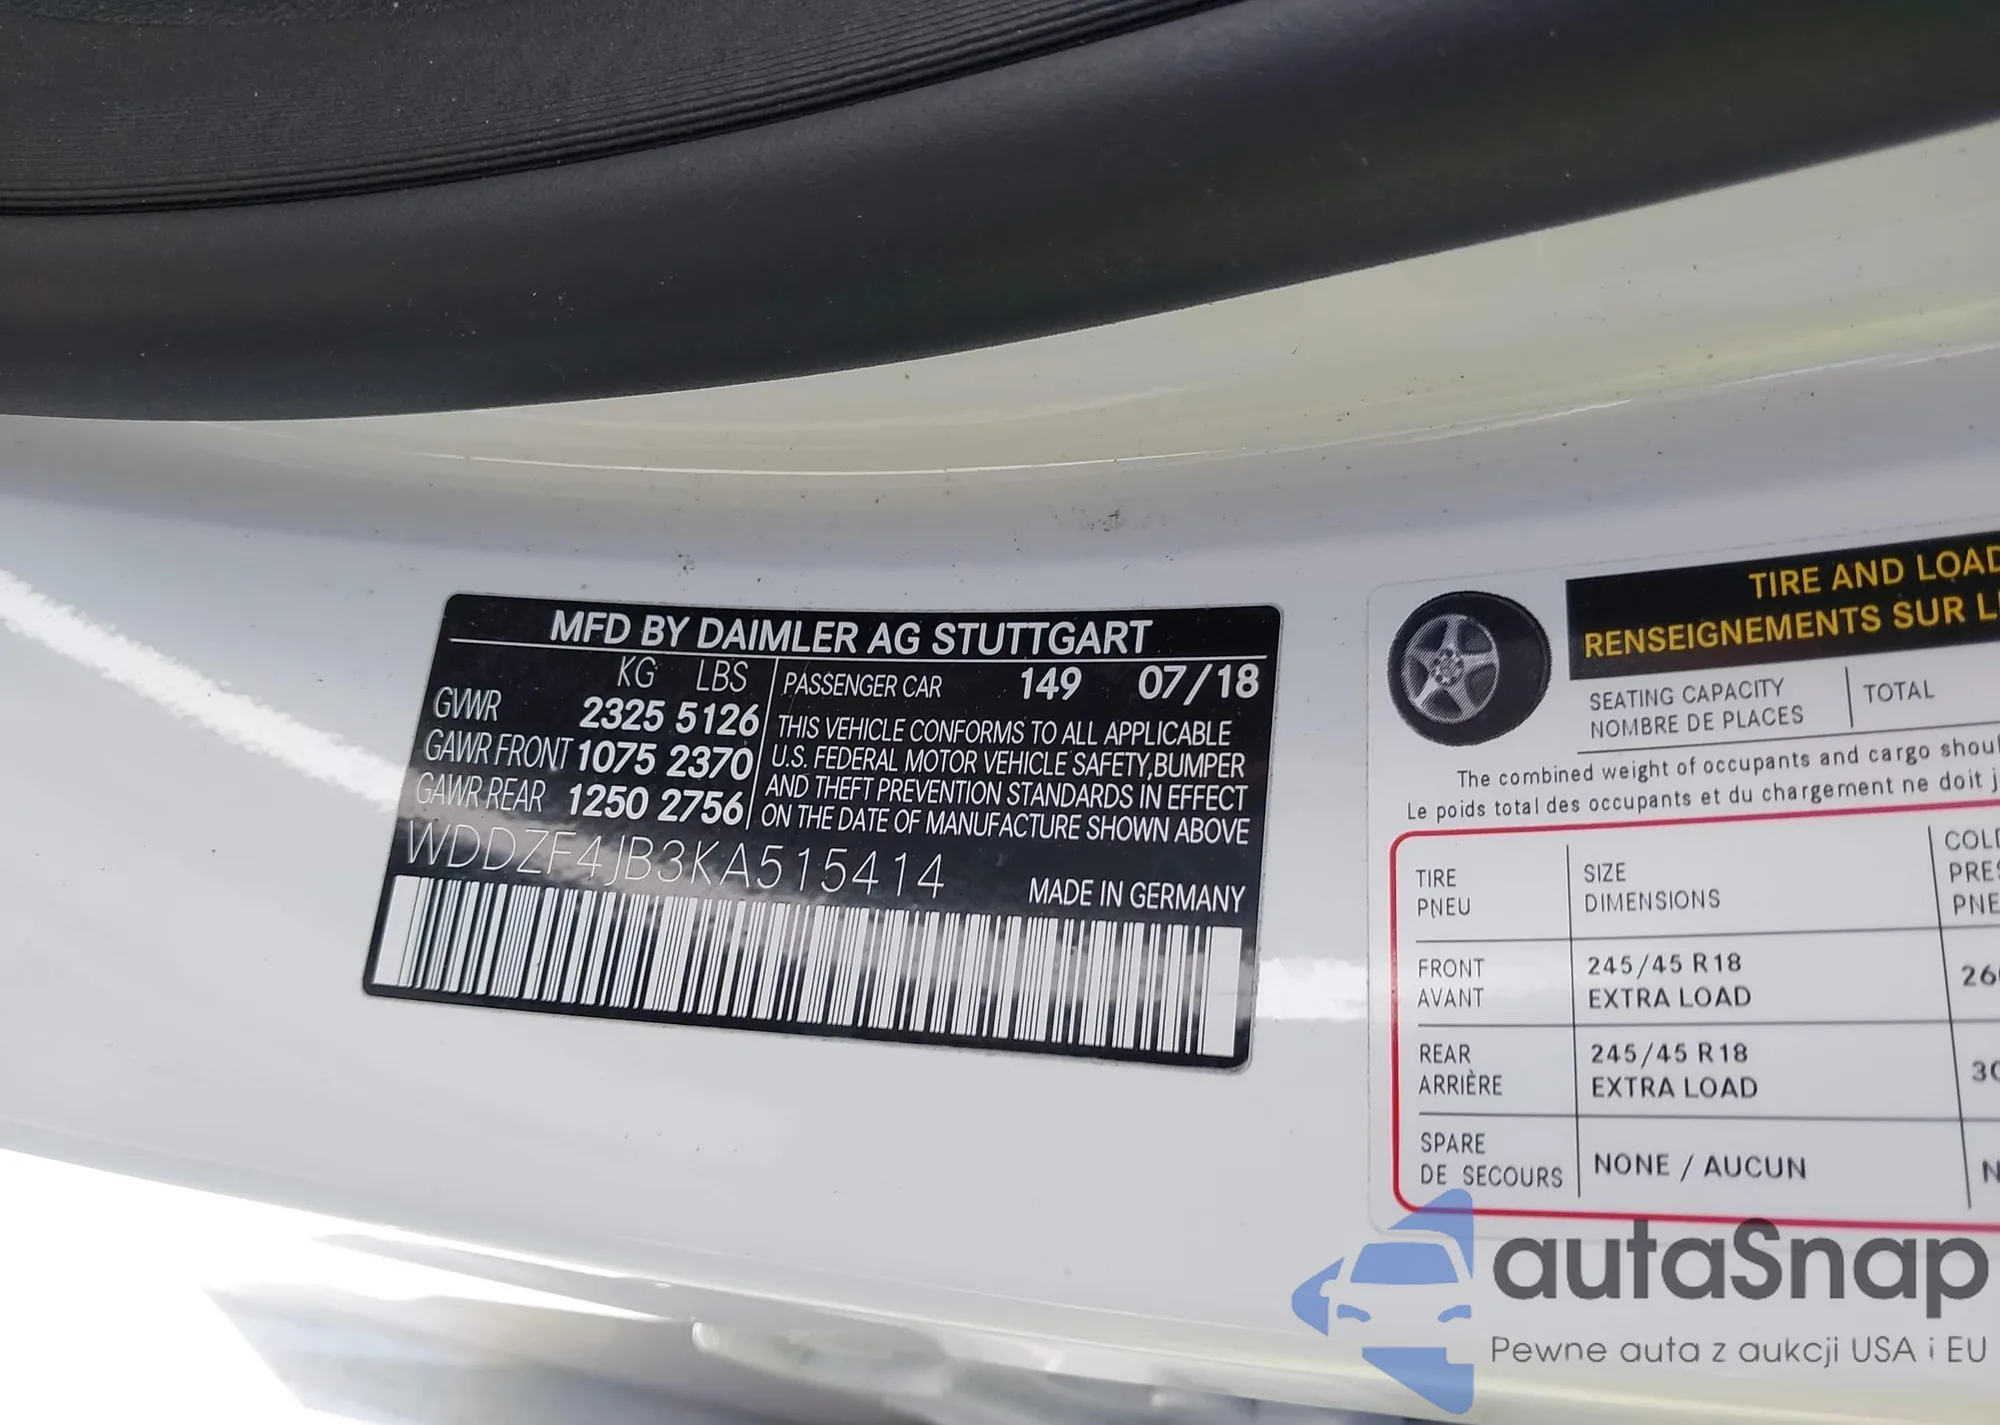 MFD BY DAIMLER AG STUTTGART
KG LBS
GVWR 2325 5126
GAWR FRONT 1075 2370
GAWR REAR 1250 2756
PASSENGER CAR 149 07/18
THIS VEHICLE CONFORMS TO ALL APPLICABLE
U.S. FEDERAL MOTOR VEHICLE SAFETY,BUMPER
AND THEFT PREVENTION STANDARDS IN EFFECT
ON THE DATE OF MANUFACTURE SHOWN ABOVE
WDDZF4JB3KA515414
MADE IN GERMANY
TIRE AND LOAD
RENSEIGNEMENTS SUR
SEATING CAPACITY
NOMBRE DE PLACES
TOTAL
The combined weight of occupants and cargo
Le poids total des occupants et du chargement ne doit
TIRE
PNEU
SIZE
DIMENSIONS
FRONT
AVANT
245/45 R18
EXTRA LOAD
REAR
ARRIÈRE
245/45 R18
EXTRA LOAD
SPARE
DE SECOURS
NONE / AUCUN
autaSnap
Pewne auta z aukcji USA i EU